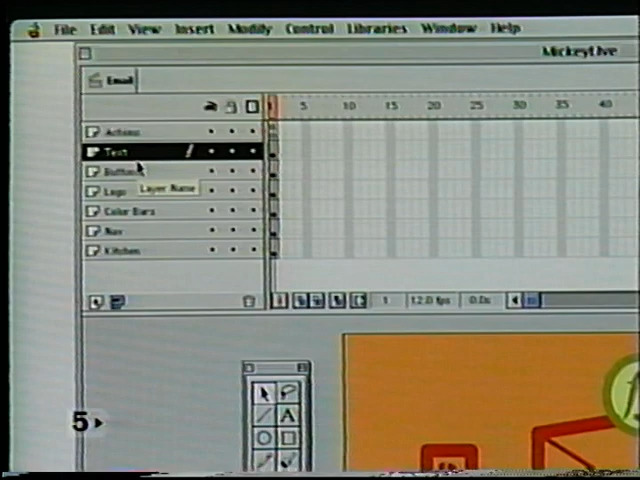 File Edit View Insert Modify Control Libraries Window Help
MickeyLive
Email
1 5 10 15 20 25 30 35 40
Actions
Text
Buttons
Layer Name
Logo
Color Bars
Nav
Kitchen
1 12.0 fps 0.0s
A
5